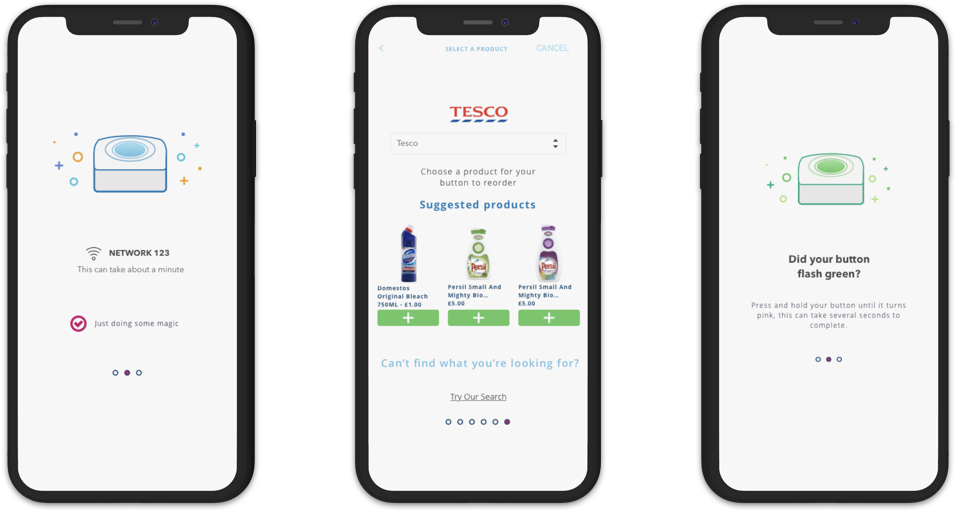 NETWORK 123
This can take about a minute
Just doing some magic
SELECT A PRODUCT
CANCEL
TESCO
Tesco
Choose a product for your
button to reorder
Suggested products
Domestos
Original Bleach
750ML - £1.00
Persil Small And
Mighty Bio...
£5.00
Persil Small And
Mighty Bio...
£5.00
Can't find what you're looking for?
Try Our Search
Did your button
flash green?
Press and hold your button until it turns
pink, this can take several seconds to
complete.